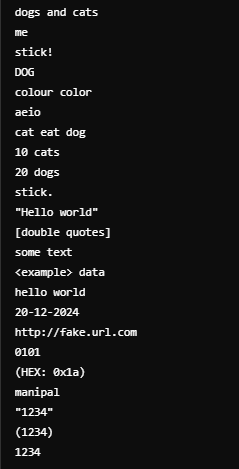 dogs and cats
me
stick!
DOG
colour color
aeio
cat eat dog
10 cats
20 dogs
stick.
"Hello world"
[double quotes]
some text
<example> data
hello world
20-12-2024
http://fake.url.com
0101
(HEX: 0x1a)
manipal
"1234"
(1234)
1234